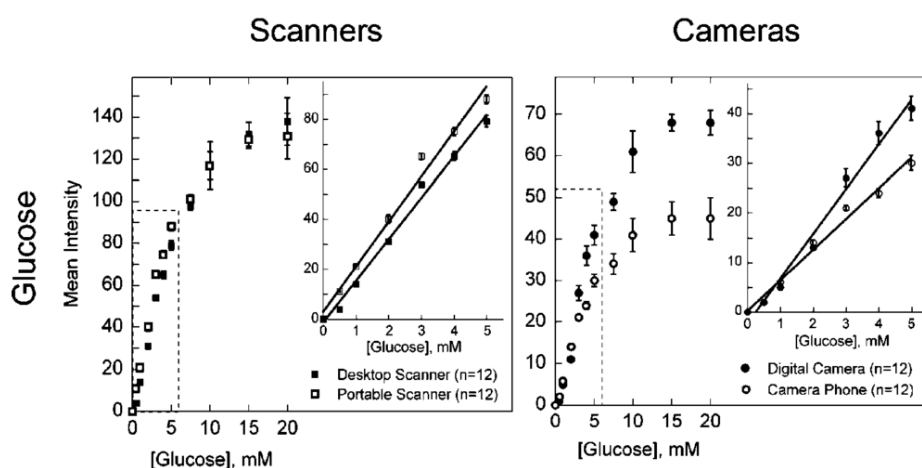 Scanners
Cameras
Glucose
Mean Intensity
140
120
100
80
60
40
20
0
0 5 10 15 20
[Glucose], mM
80
60
40
20
0
0 1 2 3 4 5
[Glucose], mM
Desktop Scanner (n=12)
Portable Scanner (n=12)
70
60
50
40
30
20
10
0
0 5 10 15 20
[Glucose], mM
40
30
20
10
0
0 1 2 3 4 5
[Glucose], mM
Digital Camera (n=12)
Camera Phone (n=12)